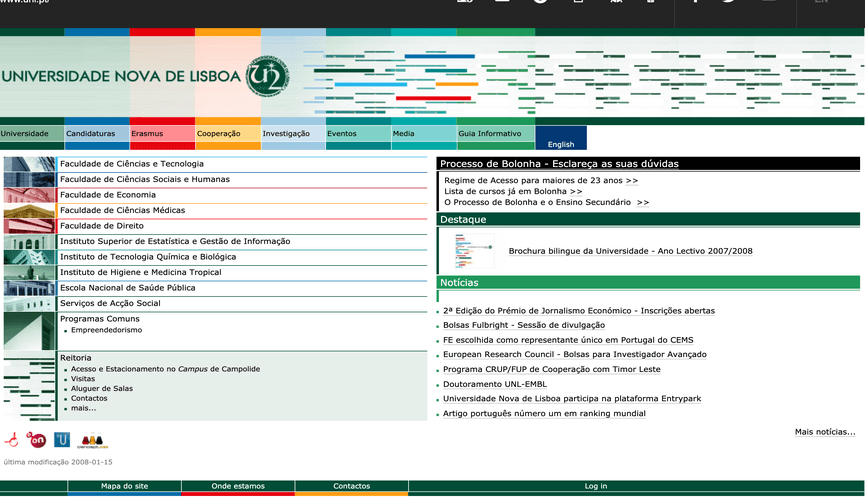 www.unl.pt
EN
UNIVERSIDADE NOVA DE LISBOA
Universidade
Candidaturas
Erasmus
Cooperação
Investigação
Eventos
Media
Guia Informativo
English
Faculdade de Ciências e Tecnologia
Faculdade de Ciências Sociais e Humanas
Faculdade de Economia
Faculdade de Ciências Médicas
Faculdade de Direito
Instituto Superior de Estatística e Gestão de Informação
Instituto de Tecnologia Química e Biológica
Instituto de Higiene e Medicina Tropical
Escola Nacional de Saúde Pública
Serviços de Acção Social
Programas Comuns
Empreendedorismo
Reitoria
Acesso e Estacionamento no Campus de Campolide
Visitas
Aluguer de Salas
Contactos
mais...
última modificação 2008-01-15
Processo de Bolonha - Esclareça as suas dúvidas
Regime de Acesso para maiores de 23 anos >>
Lista de cursos já em Bolonha >>
O Processo de Bolonha e o Ensino Secundário >>
Destaque
Brochura bilingue da Universidade - Ano Lectivo 2007/2008
Notícias
2ª Edição do Prémio de Jornalismo Económico - Inscrições abertas
Bolsas Fulbright - Sessão de divulgação
FE escolhida como representante único em Portugal do CEMS
European Research Council - Bolsas para Investigador Avançado
Programa CRUP/FUP de Cooperação com Timor Leste
Doutoramento UNL-EMBL
Universidade Nova de Lisboa participa na plataforma Entrypark
Artigo português número um em ranking mundial
Mais notícias...
Mapa do site
Onde estamos
Contactos
Log in